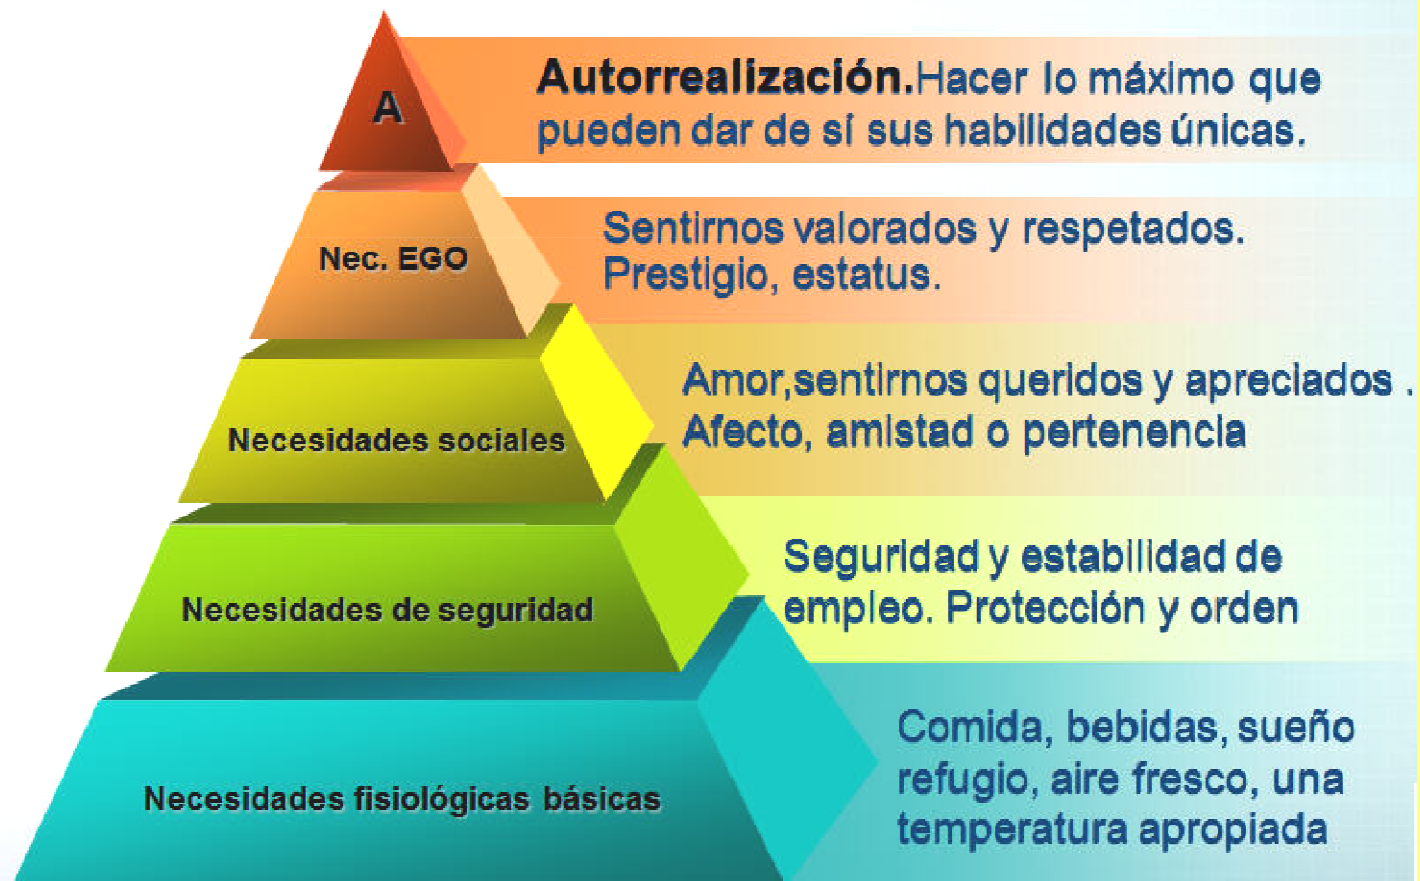 A
Autorrealización.Hacer lo máximo que
pueden dar de sí sus habilidades únicas.
Nec. EGO
Sentirnos valorados y respetados.
Prestigio, estatus.
Necesidades sociales
Amor,sentirnos queridos y apreciados .
Afecto, amistad o pertenencia
Necesidades de seguridad
Seguridad y estabilidad de
empleo. Protección y orden
Necesidades fisiológicas básicas
Comida, bebidas, sueño
refugio, aire fresco, una
temperatura apropiada